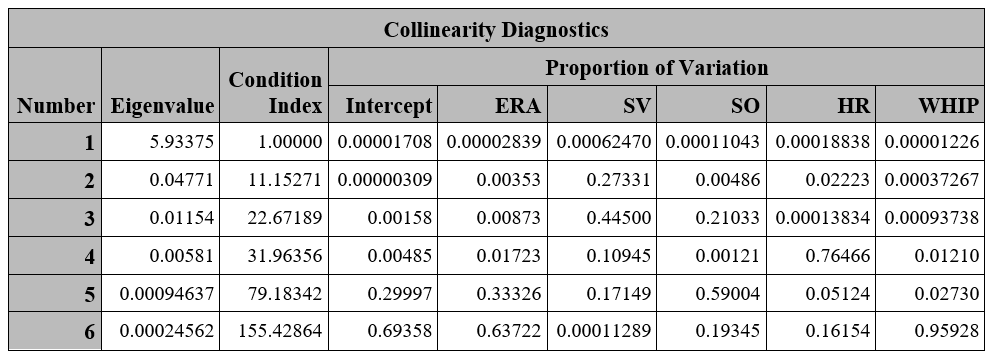 Collinearity Diagnostics
Number Eigenvalue Condition Index Proportion of Variation
Intercept ERA SV SO HR WHIP
1 5.93375 1.00000 0.00001708 0.00002839 0.00062470 0.00011043 0.00018838 0.00001226
2 0.04771 11.15271 0.00000309 0.00353 0.27331 0.00486 0.02223 0.00037267
3 0.01154 22.67189 0.00158 0.00873 0.44500 0.21033 0.00013834 0.00093738
4 0.00581 31.96356 0.00485 0.01723 0.10945 0.00121 0.76466 0.01210
5 0.00094637 79.18342 0.29997 0.33326 0.17149 0.59004 0.05124 0.02730
6 0.00024562 155.42864 0.69358 0.63722 0.00011289 0.19345 0.16154 0.95928